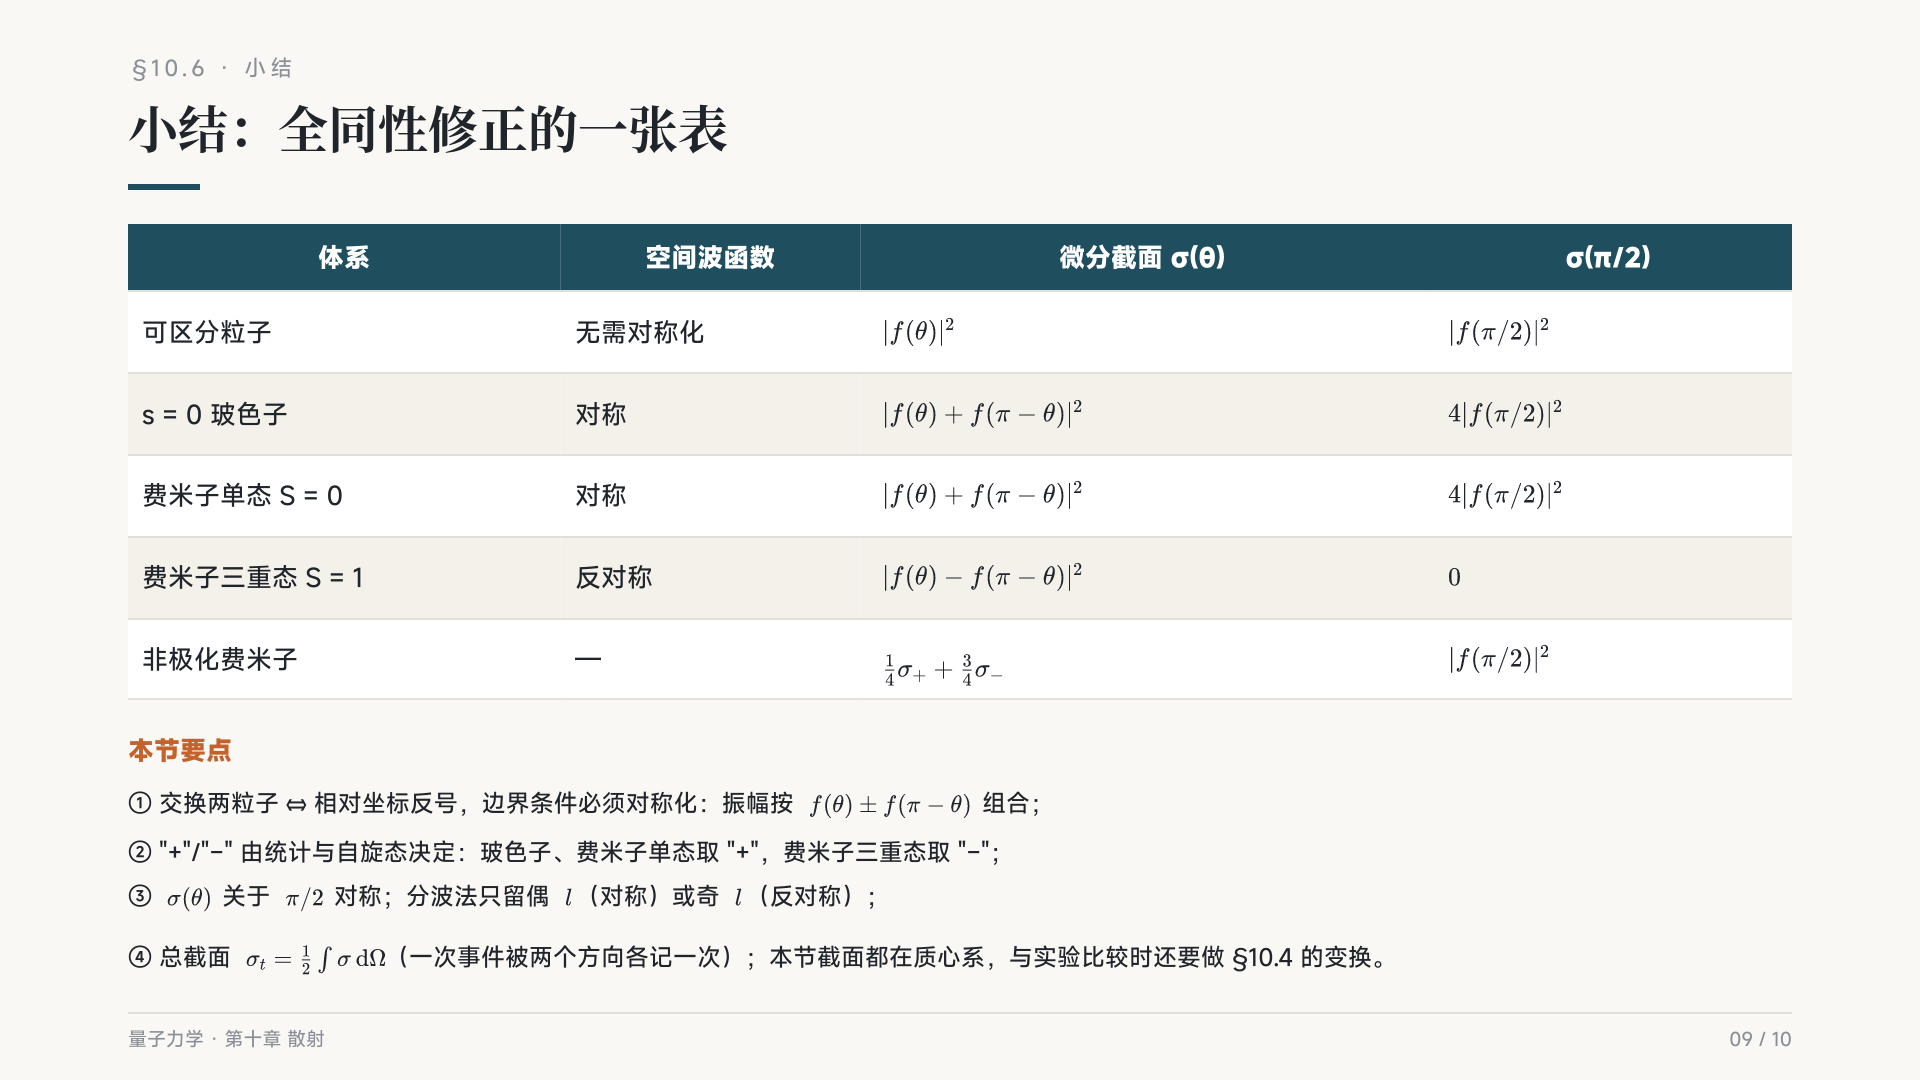 §10.6 · 小结
小结：全同性修正的一张表
体系 空间波函数 微分截面 σ(θ) σ(π/2)
可区分粒子 无需对称化 |f(θ)|² |f(π/2)|²
s = 0 玻色子 对称 |f(θ) + f(π − θ)|² 4|f(π/2)|²
费米子单态 S = 0 对称 |f(θ) + f(π − θ)|² 4|f(π/2)|²
费米子三重态 S = 1 反对称 |f(θ) − f(π − θ)|² 0
非极化费米子 — ¼σ₊ + ¾σ₋ |f(π/2)|²
本节要点
① 交换两粒子 ⇔ 相对坐标反号，边界条件必须对称化：振幅按 f(θ) ± f(π − θ) 组合；
② "+"/"−" 由统计与自旋态决定：玻色子、费米子单态取 "+"，费米子三重态取 "−"；
③ σ(θ) 关于 π/2 对称；分波法只留偶 l（对称）或奇 l（反对称）；
④ 总截面 σₜ = ½ ∫ σ dΩ（一次事件被两个方向各记一次）；本节截面都在质心系，与实验比较时还要做 §10.4 的变换。
量子力学 · 第十章 散射
09 / 10